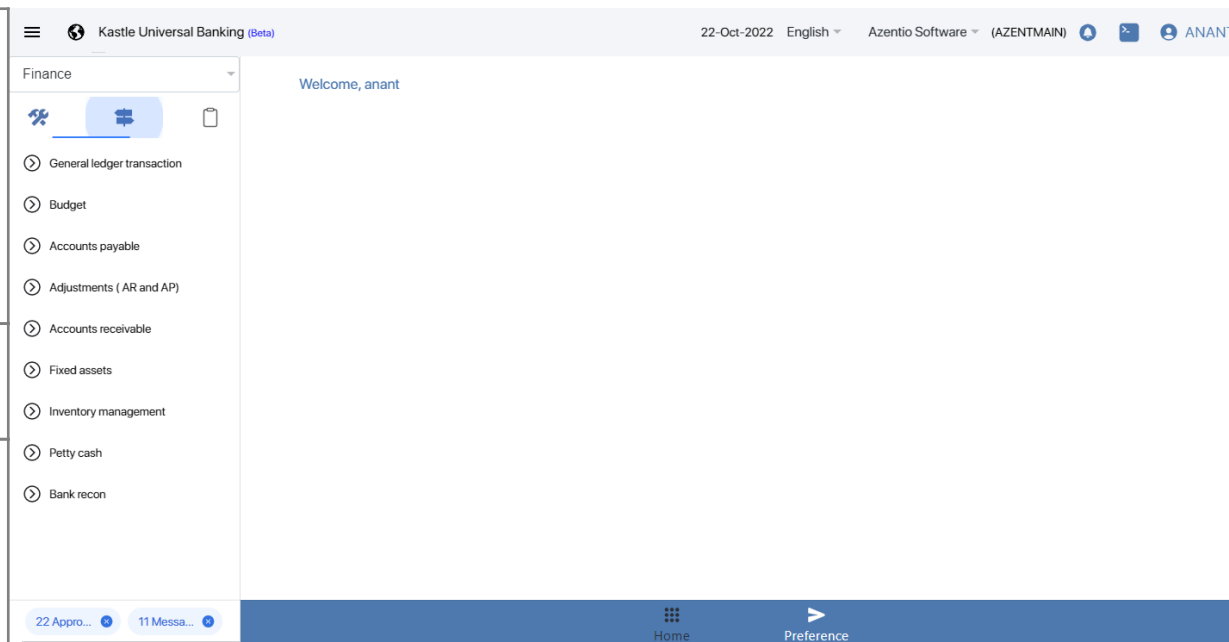 Kastle Universal Banking (Beta) 22-Oct-2022 English Azentio Software (AZENTMAIN) ANANT
Finance
Welcome, anant
General ledger transaction
Budget
Accounts payable
Adjustments ( AR and AP)
Accounts receivable
Fixed assets
Inventory management
Petty cash
Bank recon
22 Appro... 11 Messa...
Home Preference